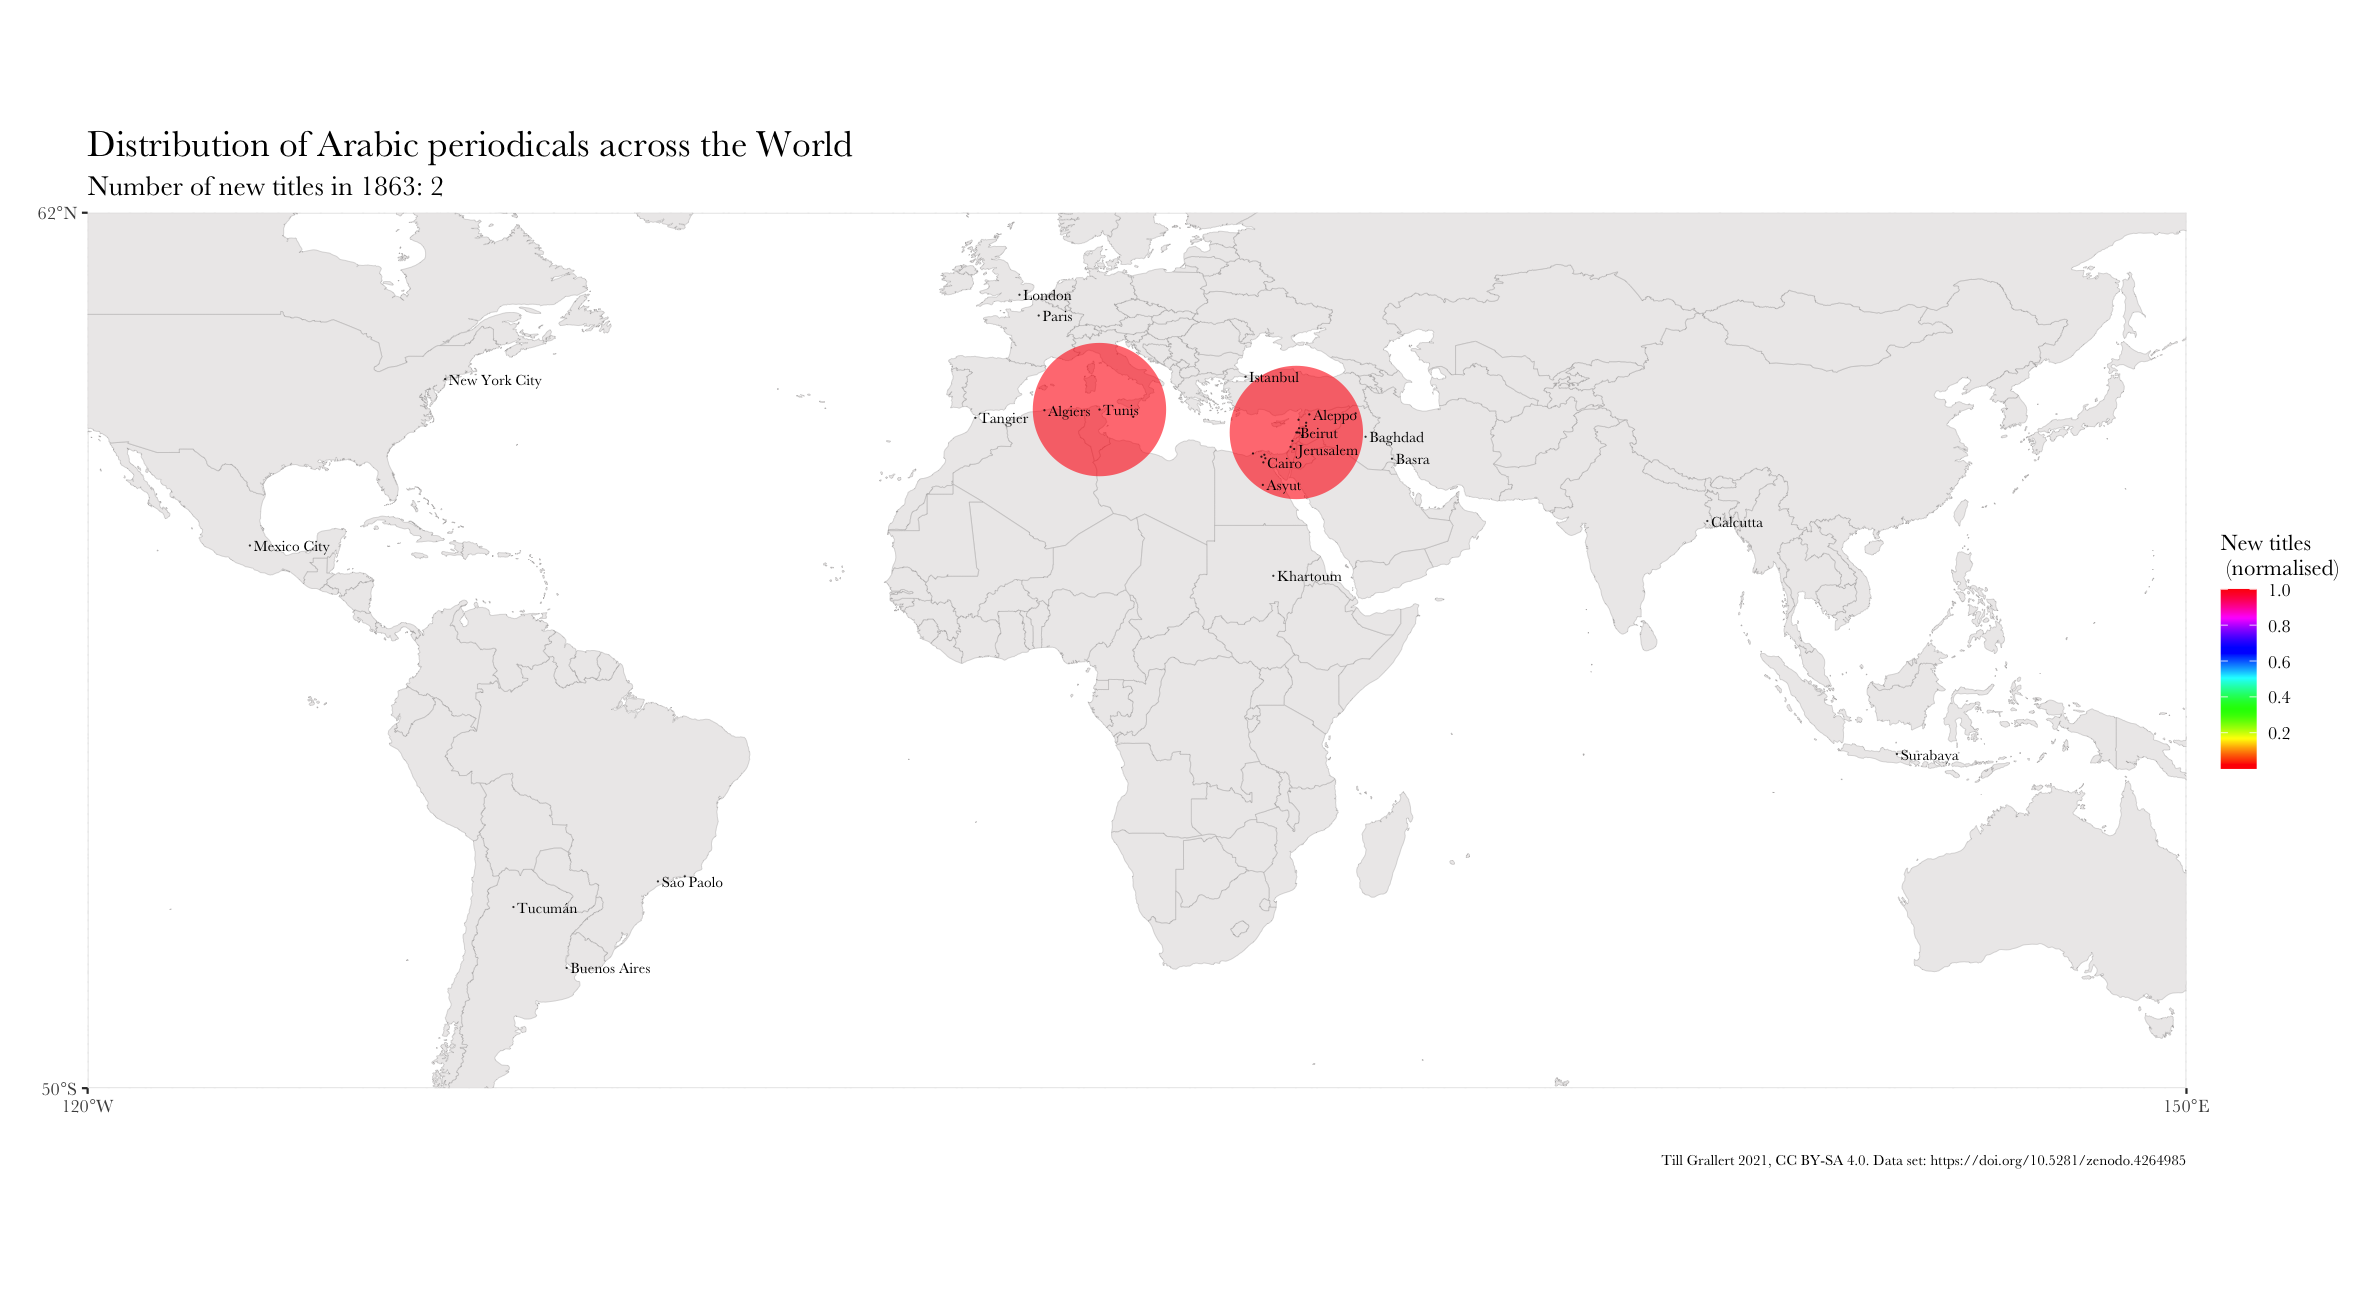 Distribution of Arabic periodicals across the World
Number of new titles in 1863: 2
62°N
London
Paris
Istanbul
New York City
Algiers
Tunis
Tangier
Aleppo
Beirut
Baghdad
Jerusalem
Basra
Cairo
Asyut
Calcutta
Mexico City
Khartoum
New titles
(normalised)
1.0
0.8
0.6
0.4
0.2
Surabaya
Sao Paolo
Tucumán
Buenos Aires
50°S
120°W
150°E
Till Grallert 2021, CC BY-SA 4.0. Data set: https://doi.org/10.5281/zenodo.4264985